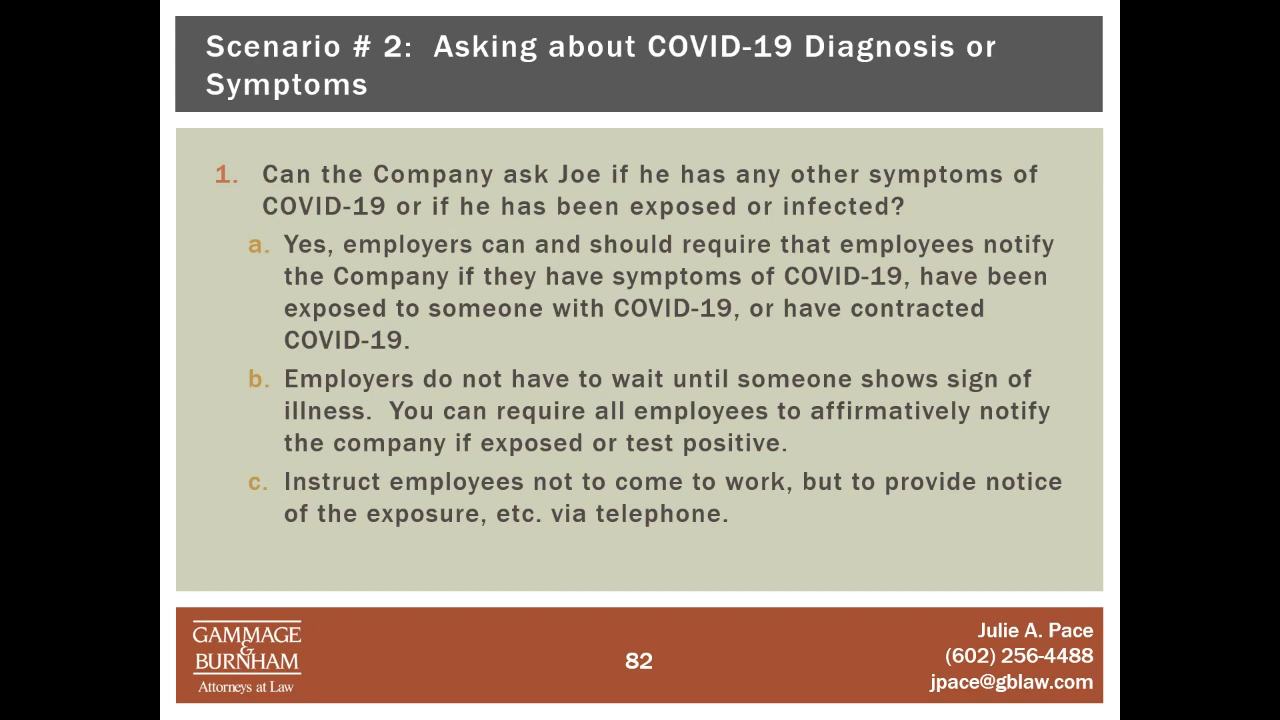 Scenario # 2: Asking about COVID-19 Diagnosis or
Symptoms
1. Can the Company ask Joe if he has any other symptoms of
COVID-19 or if he has been exposed or infected?
a. Yes, employers can and should require that employees notify
the Company if they have symptoms of COVID-19, have been
exposed to someone with COVID-19, or have contracted
COVID-19.
b. Employers do not have to wait until someone shows sign of
illness. You can require all employees to affirmatively notify
the company if exposed or test positive.
c. Instruct employees not to come to work, but to provide notice
of the exposure, etc. via telephone.
GAMMAGE
&
BURNHAM
Attorneys at Law
82
Julie A. Pace
(602) 256-4488
jpace@gblaw.com